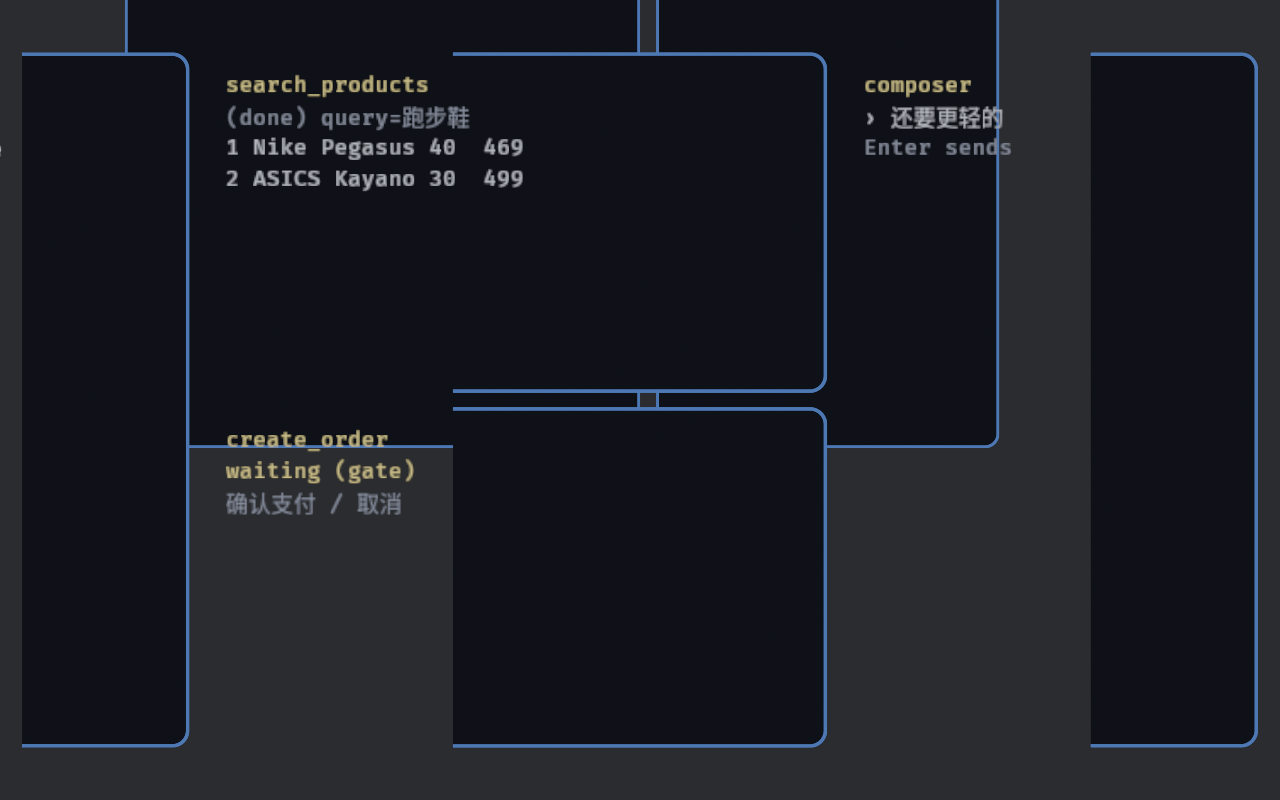 search_products
(done) query=跑步鞋
1 Nike Pegasus 40  469
2 ASICS Kayano 30  499
create_order
waiting (gate)
确认支付 / 取消
composer
› 还要更轻的
Enter sends